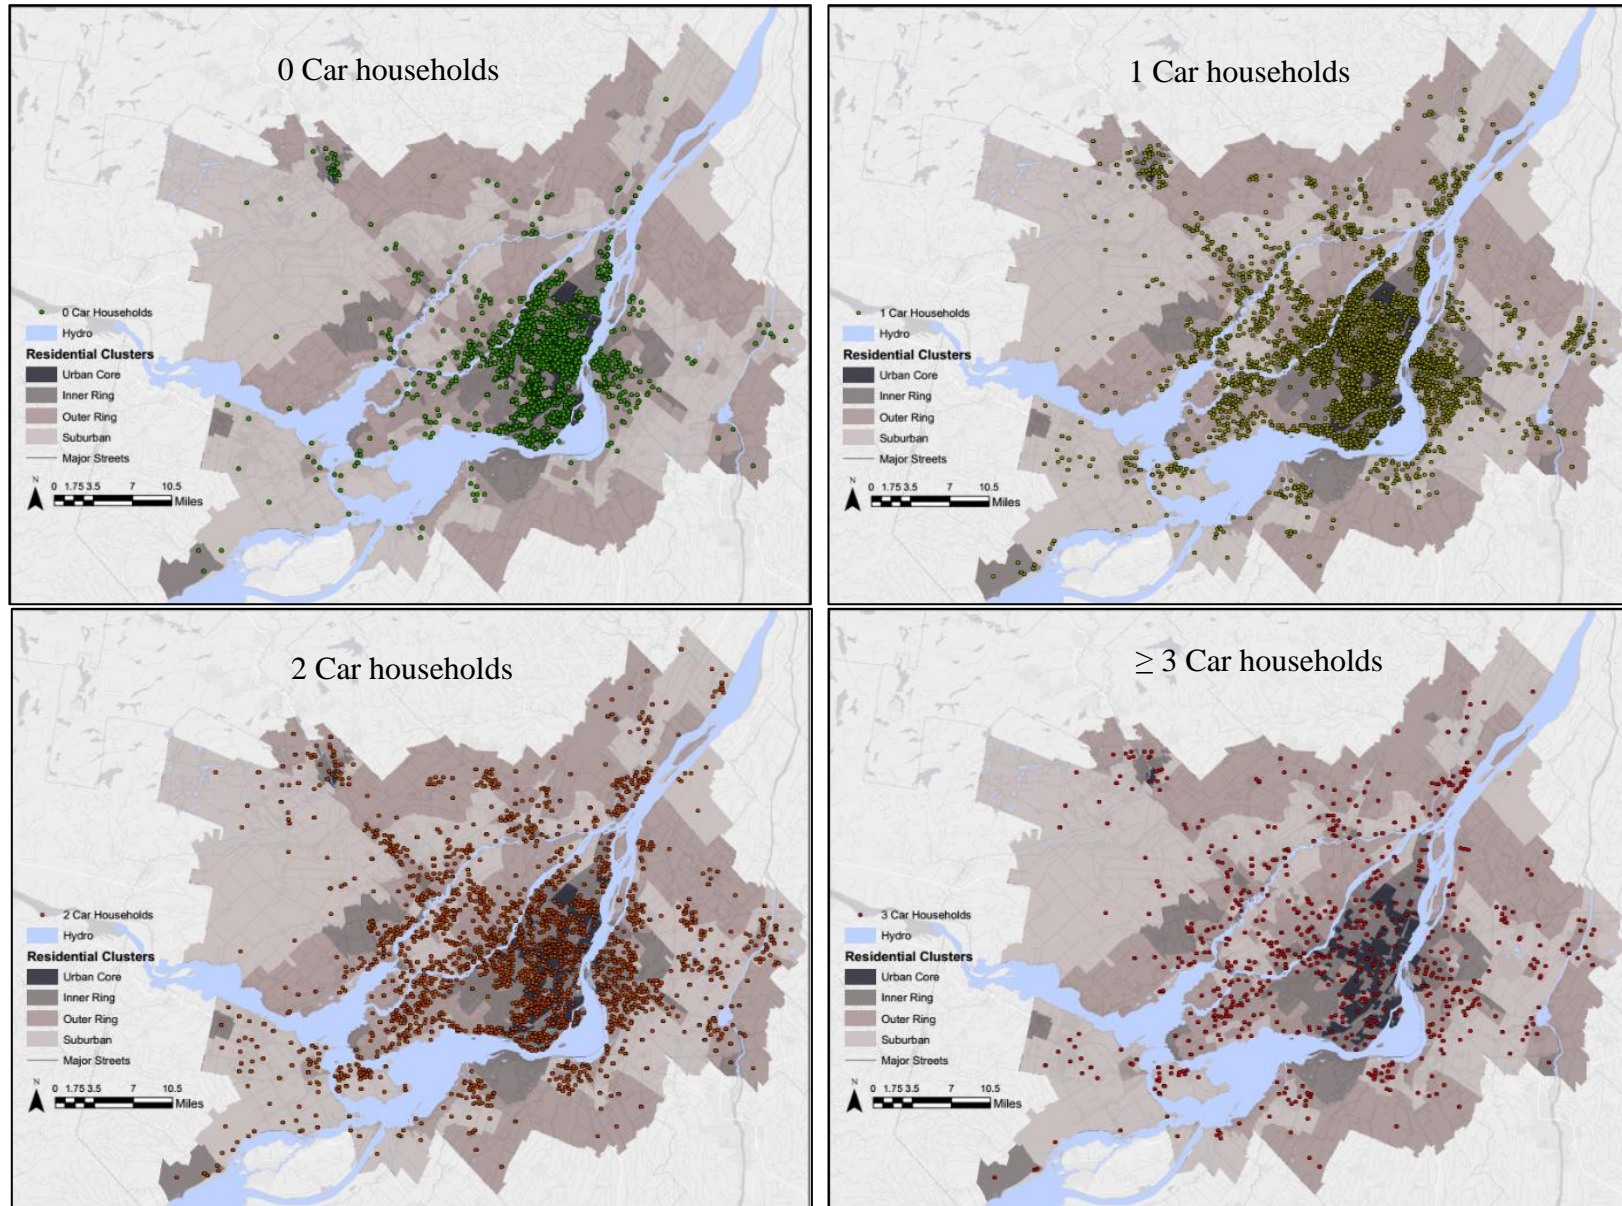 0 Car households
0 Car Households
Hydro
Residential Clusters
Urban Core
Inner Ring
Outer Ring
Suburban
Major Streets
N
0 1.75 3.5 7 10.5
Miles
1 Car households
1 Car Households
Hydro
Residential Clusters
Urban Core
Inner Ring
Outer Ring
Suburban
Major Streets
N
0 1.75 3.5 7 10.5
Miles
2 Car households
2 Car Households
Hydro
Residential Clusters
Urban Core
Inner Ring
Outer Ring
Suburban
Major Streets
N
0 1.75 3.5 7 10.5
Miles
≥ 3 Car households
3 Car Households
Hydro
Residential Clusters
Urban Core
Inner Ring
Outer Ring
Suburban
Major Streets
N
0 1.75 3.5 7 10.5
Miles